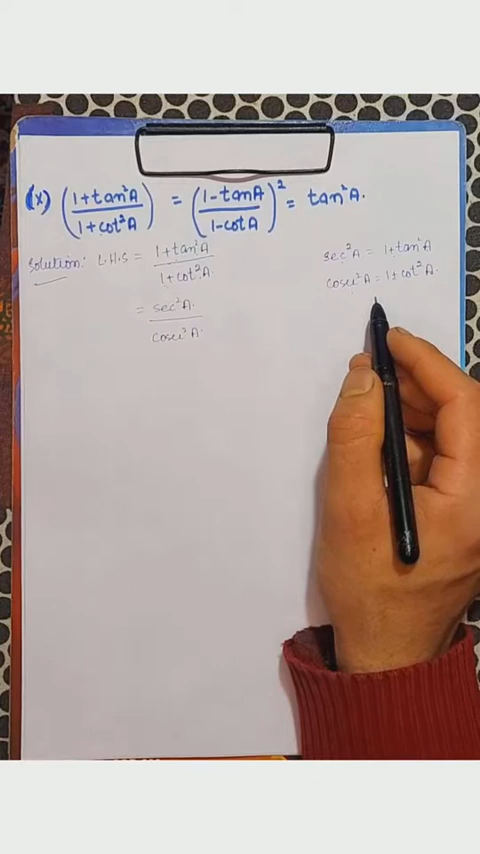 (x) (1+tan²A / 1+cot²A) = (1-tanA / 1-cotA)² = tan²A.
Solution: L.H.S = 1+tan²A / 1+cot²A.
sec²A = 1+tan²A
cosec²A = 1+cot²A.
= sec²A. / cosec²A.